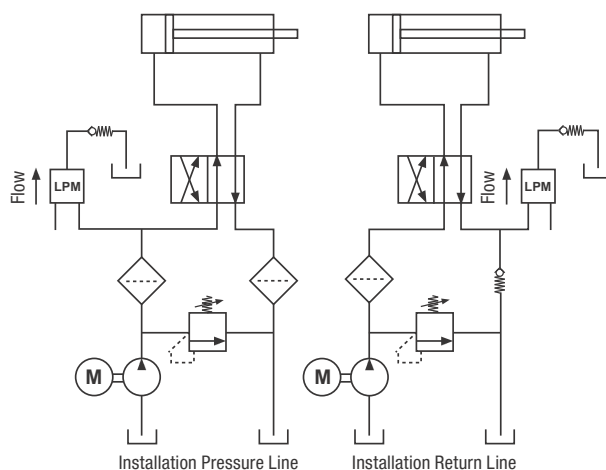 Flow
LPM
Flow
LPM
M
M
Installation Pressure Line
Installation Return Line